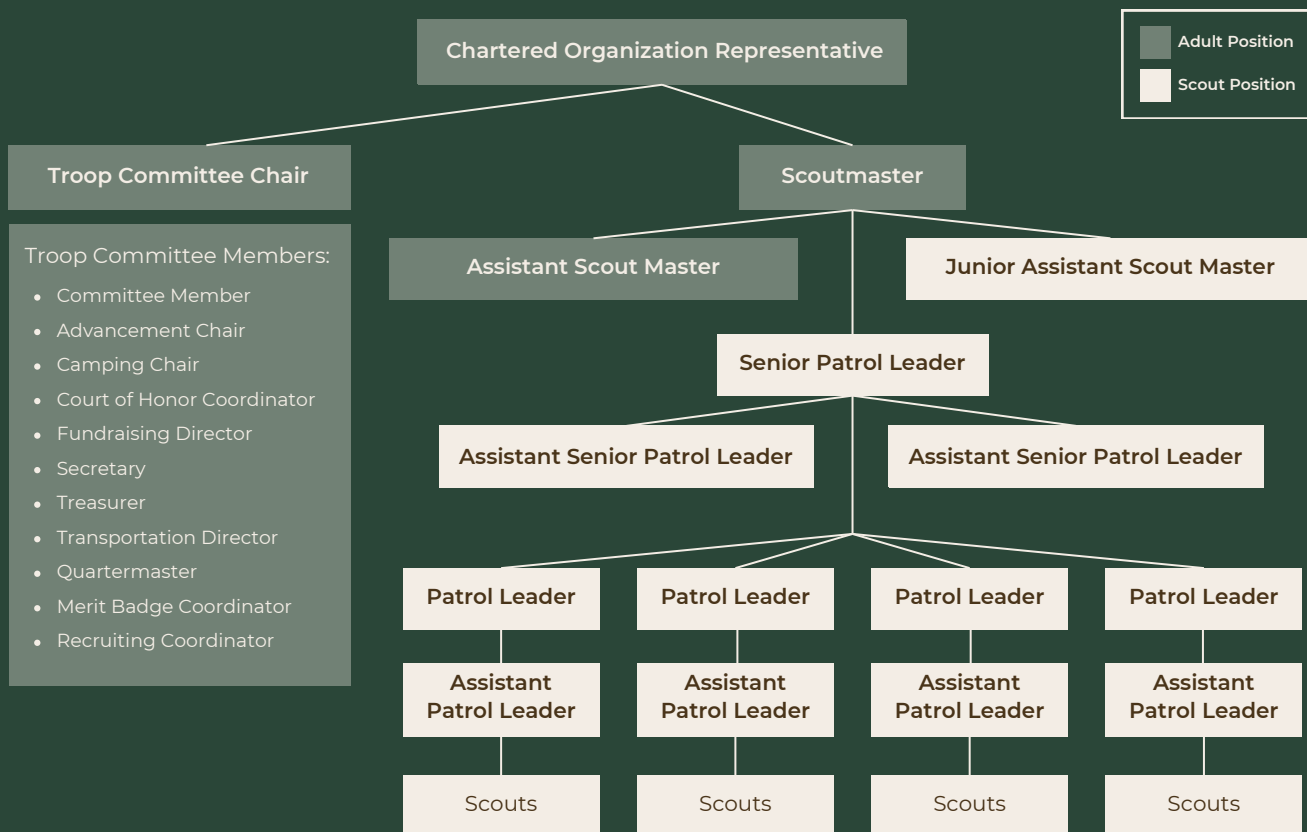 Chartered Organization Representative
Adult Position
Scout Position
Troop Committee Chair
Scoutmaster
Troop Committee Members:
• Committee Member
• Advancement Chair
• Camping Chair
• Court of Honor Coordinator
• Fundraising Director
• Secretary
• Treasurer
• Transportation Director
• Quartermaster
• Merit Badge Coordinator
• Recruiting Coordinator
Assistant Scout Master
Junior Assistant Scout Master
Senior Patrol Leader
Assistant Senior Patrol Leader
Assistant Senior Patrol Leader
Patrol Leader
Patrol Leader
Patrol Leader
Patrol Leader
Assistant
Patrol Leader
Assistant
Patrol Leader
Assistant
Patrol Leader
Assistant
Patrol Leader
Scouts
Scouts
Scouts
Scouts